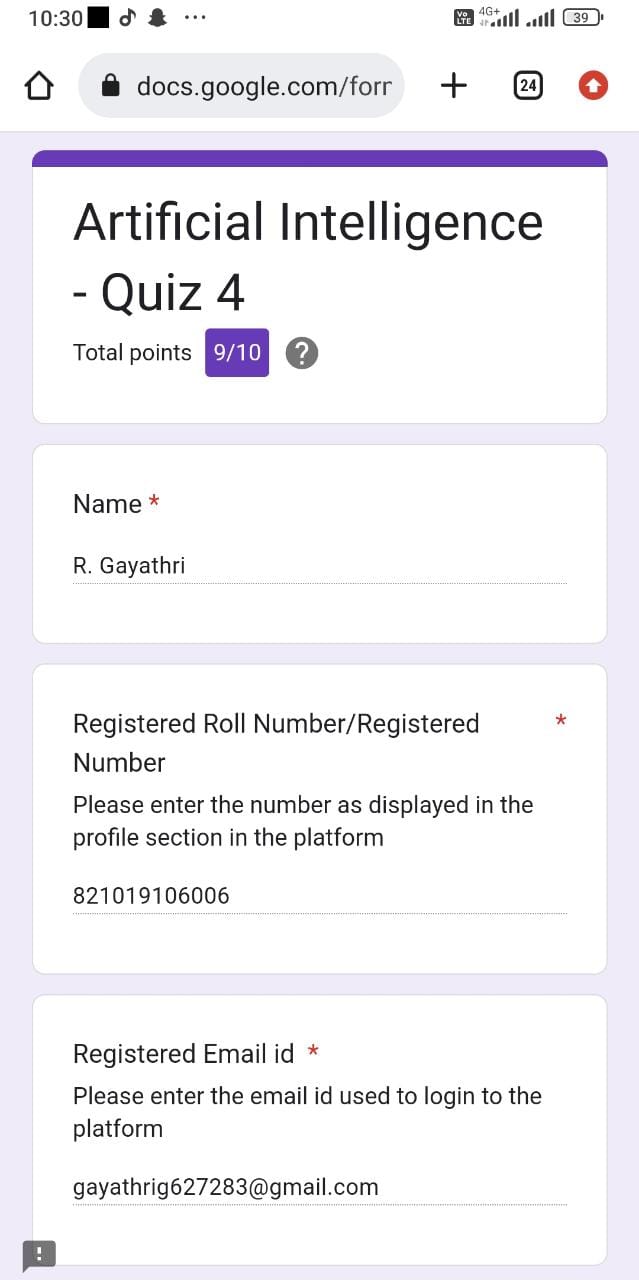 10:30
Vo LTE 4G+ 39
docs.google.com/forr
24
Artificial Intelligence
- Quiz 4
Total points 9/10 ?
Name *
R. Gayathri
Registered Roll Number/Registered *
Number
Please enter the number as displayed in the
profile section in the platform
821019106006
Registered Email id *
Please enter the email id used to login to the
platform
gayathrig627283@gmail.com